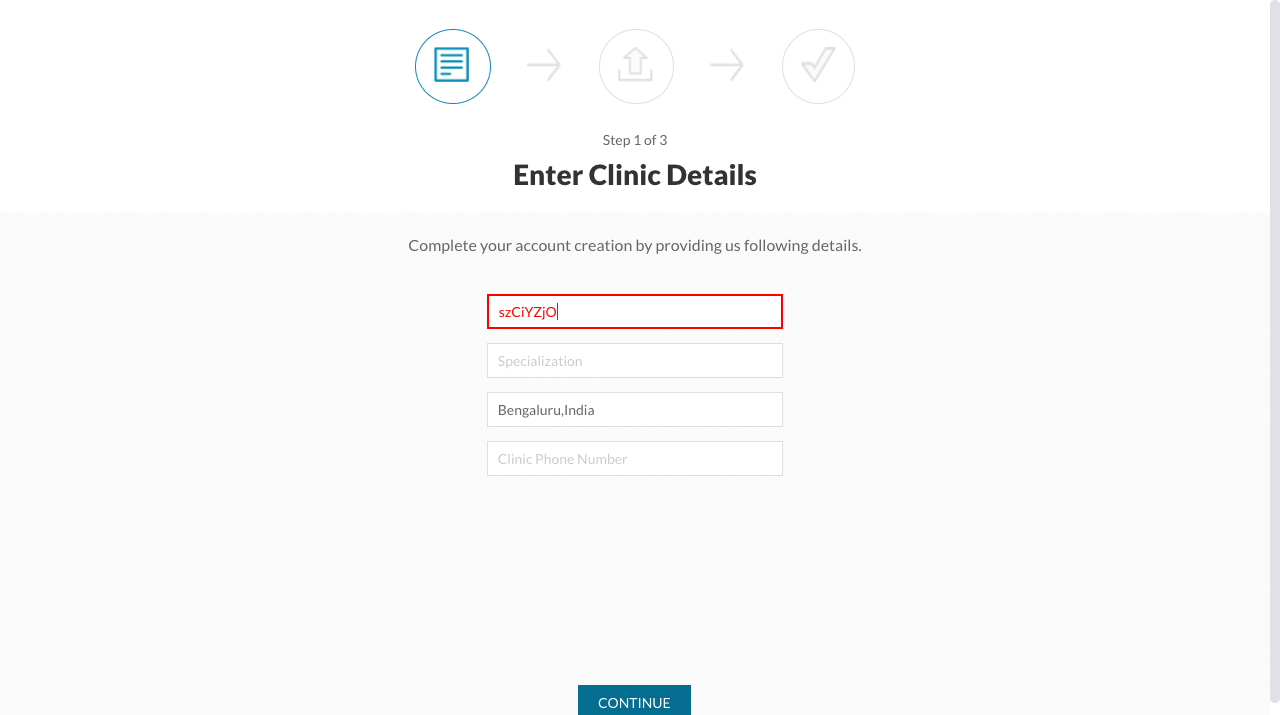 Step 1 of 3
Enter Clinic Details
Complete your account creation by providing us following details.
szCiYZjO
Specialization
Bengaluru,India
Clinic Phone Number
CONTINUE